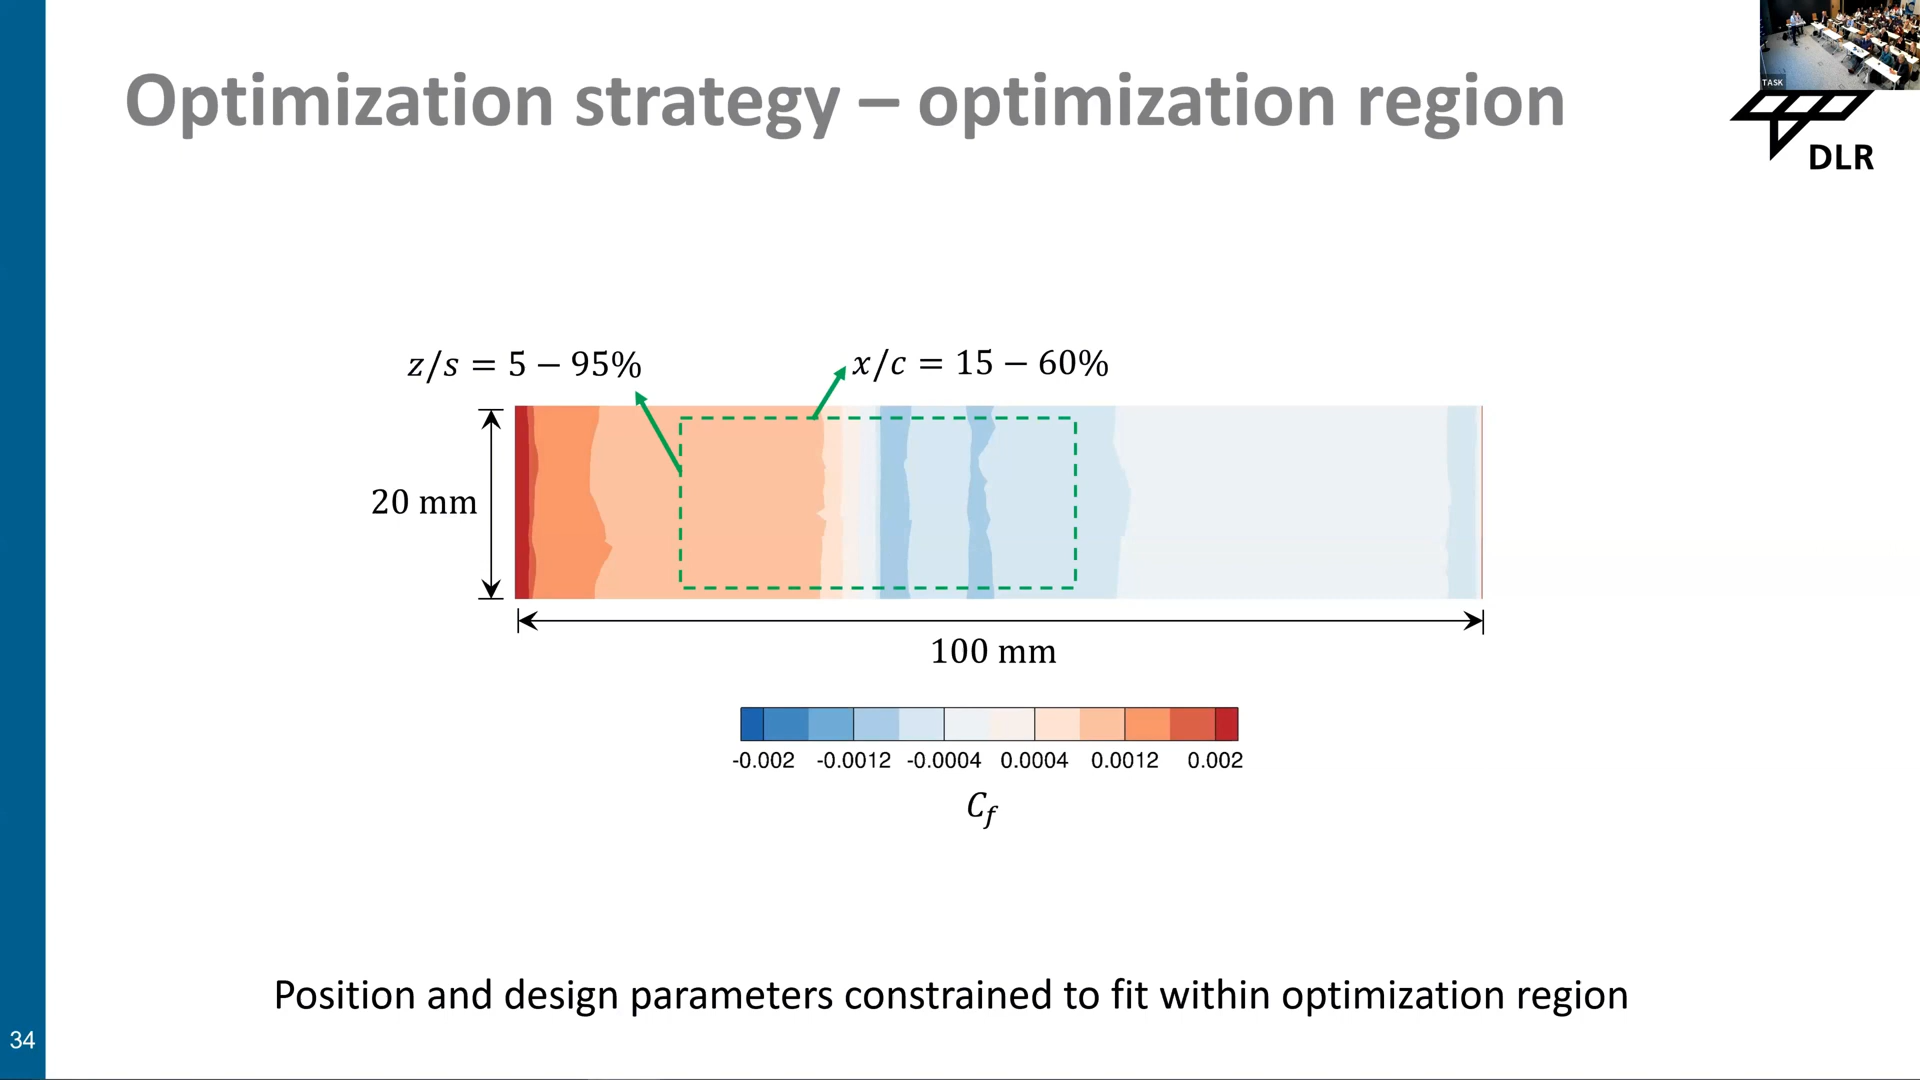 TASK
Optimization strategy – optimization region
DLR
z/s = 5 − 95%
x/c = 15 − 60%
20 mm
100 mm
-0.002 -0.0012 -0.0004 0.0004 0.0012 0.002
C_f
Position and design parameters constrained to fit within optimization region
34